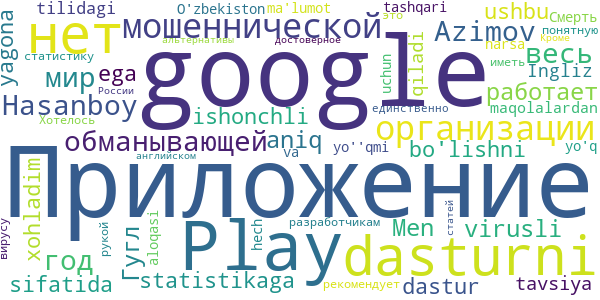 tilidagi O'zbekiston ma'lumot tashqari это Смерть
нет мошеннической альтернативы достоверное Azimov ushbu понятную
yagona статистику google uchun qiladi narsa Кроме
мир ega России иметь весь Ingliz
Hasanboy Хотелось ishonchli единственно работает maqolalardan
обманывающей aniq организации
xohladim английском va yo''qmi bo'lishni yo'q
Приложение
вирусу год рукой Гугл aloqasi Play hech разработчикам Men статей virusli
dasturni
sifatida statistikaga рекомендует dastur tavsiya